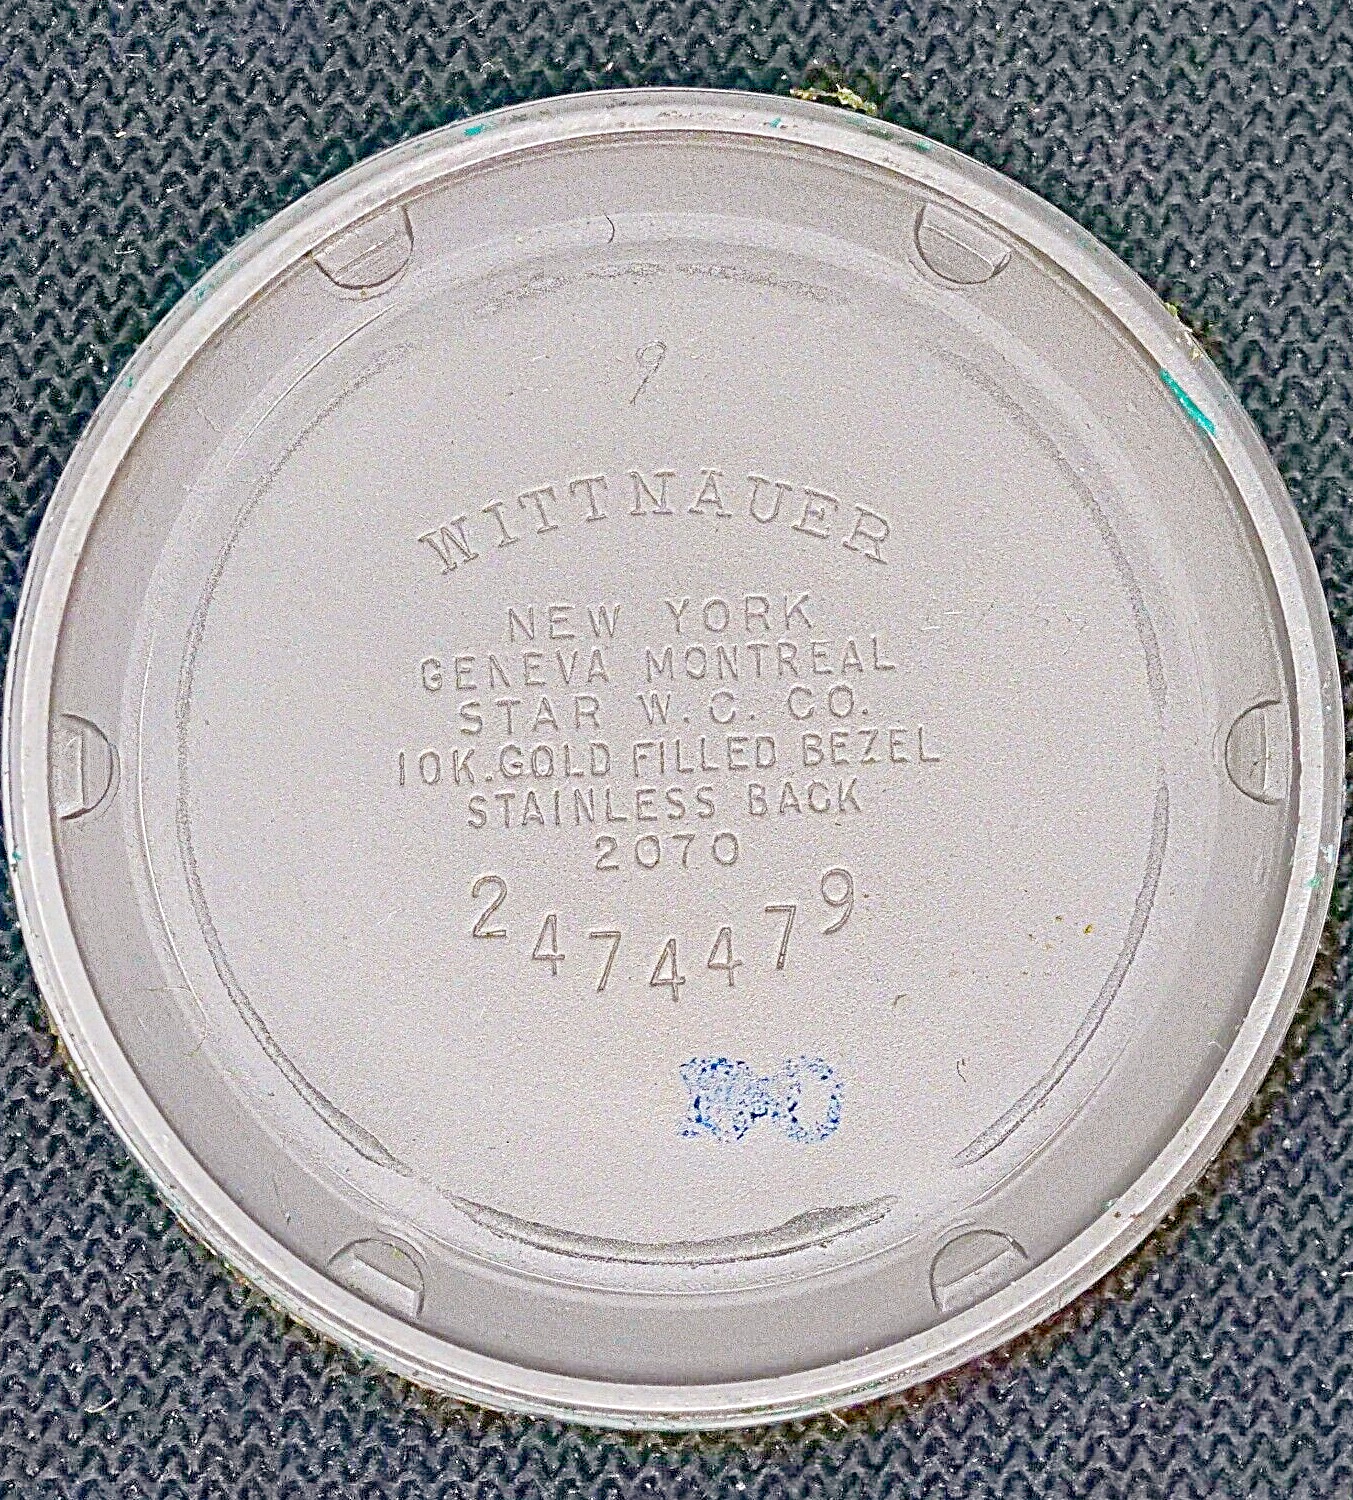 9
WITTNAUER
NEW YORK
GENEVA MONTREAL
STAR W.C. CO.
10K.GOLD FILLED BEZEL
STAINLESS BACK
2070
2474479